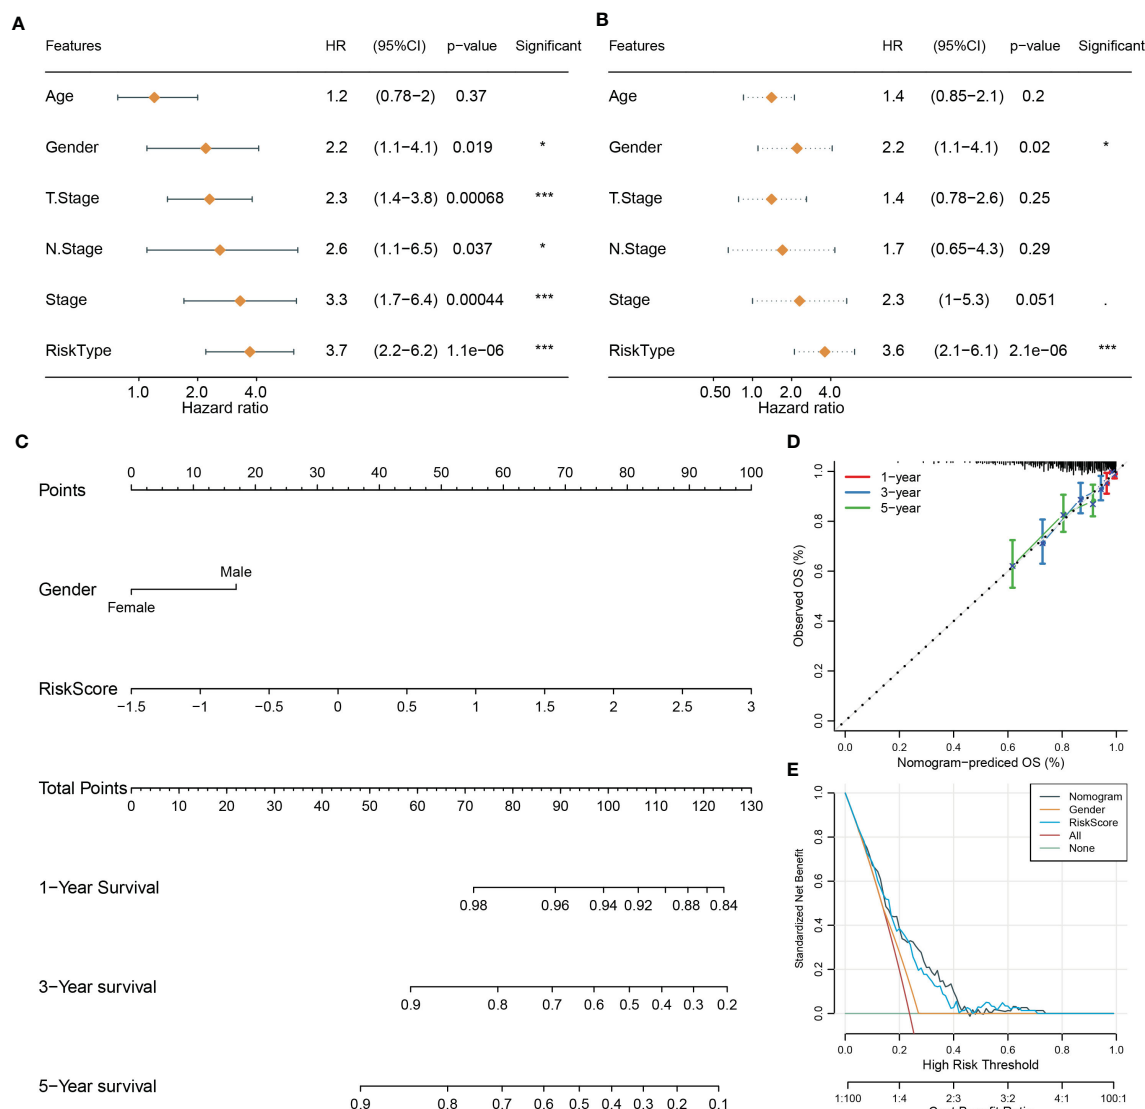 A
Features HR (95%CI) p−value Significant
Age 1.2 (0.78−2) 0.37
Gender 2.2 (1.1−4.1) 0.019 *
T.Stage 2.3 (1.4−3.8) 0.00068 ***
N.Stage 2.6 (1.1−6.5) 0.037 *
Stage 3.3 (1.7−6.4) 0.00044 ***
RiskType 3.7 (2.2−6.2) 1.1e−06 ***
1.0 2.0 4.0
Hazard ratio
B
Features HR (95%CI) p−value Significant
Age 1.4 (0.85−2.1) 0.2
Gender 2.2 (1.1−4.1) 0.02 *
T.Stage 1.4 (0.78−2.6) 0.25
N.Stage 1.7 (0.65−4.3) 0.29
Stage 2.3 (1−5.3) 0.051 .
RiskType 3.6 (2.1−6.1) 2.1e−06 ***
0.50 1.0 2.0 4.0
Hazard ratio
C
0 10 20 30 40 50 60 70 80 90 100
Points
Male
Gender
Female
RiskScore
−1.5 −1 −0.5 0 0.5 1 1.5 2 2.5 3
Total Points
0 10 20 30 40 50 60 70 80 90 100 110 120 130
1−Year Survival
0.98 0.96 0.94 0.92 0.88 0.84
3−Year survival
0.9 0.8 0.7 0.6 0.5 0.4 0.3 0.2
5−Year survival
0.9 0.8 0.7 0.6 0.5 0.4 0.3 0.2 0.1
D
1−year
3−year
5−year
Observed OS (%)
1.0
0.8
0.6
0.4
0.2
0.0
0.0 0.2 0.4 0.6 0.8 1.0
Nomogram−prediced OS (%)
E
Nomogram
Gender
RiskScore
All
None
Standardized Net Benefit
1.0
0.8
0.6
0.4
0.2
0.0
0.0 0.2 0.4 0.6 0.8 1.0
High Risk Threshold
1:100 1:4 2:3 3:2 4:1 100:1